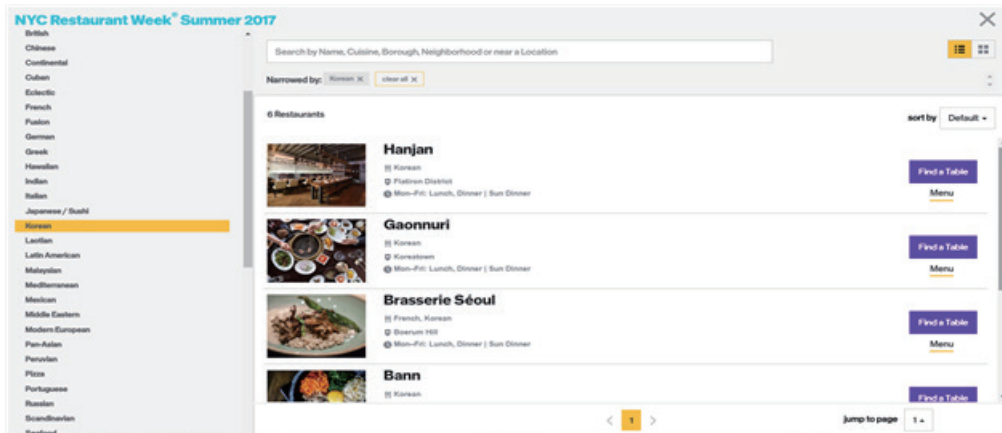 NYC Restaurant Week® Summer 2017
British
Chinese
Continental
Cuban
Eclectic
French
Fusion
German
Greek
Hawaiian
Indian
Italian
Japanese / Sushi
Korean
Laotian
Latin American
Malaysian
Mediterranean
Mexican
Middle Eastern
Modern European
Pan-Asian
Peruvian
Pizza
Portuguese
Russian
Scandinavian
Seafood
Search by Name, Cuisine, Borough, Neighborhood or near a Location
Narrowed by: Korean X clear all X
6 Restaurants
sort by Default
Hanjan
Korean
Flatiron District
Mon–Fri: Lunch, Dinner | Sun Dinner
Find a Table
Menu
Gaonnuri
Korean
Koreatown
Mon–Fri: Lunch, Dinner | Sun Dinner
Find a Table
Menu
Brasserie Séoul
French, Korean
Boerum Hill
Mon–Fri: Lunch, Dinner | Sun Dinner
Find a Table
Menu
Bann
Korean
Find a Table
< 1 >
jump to page 1